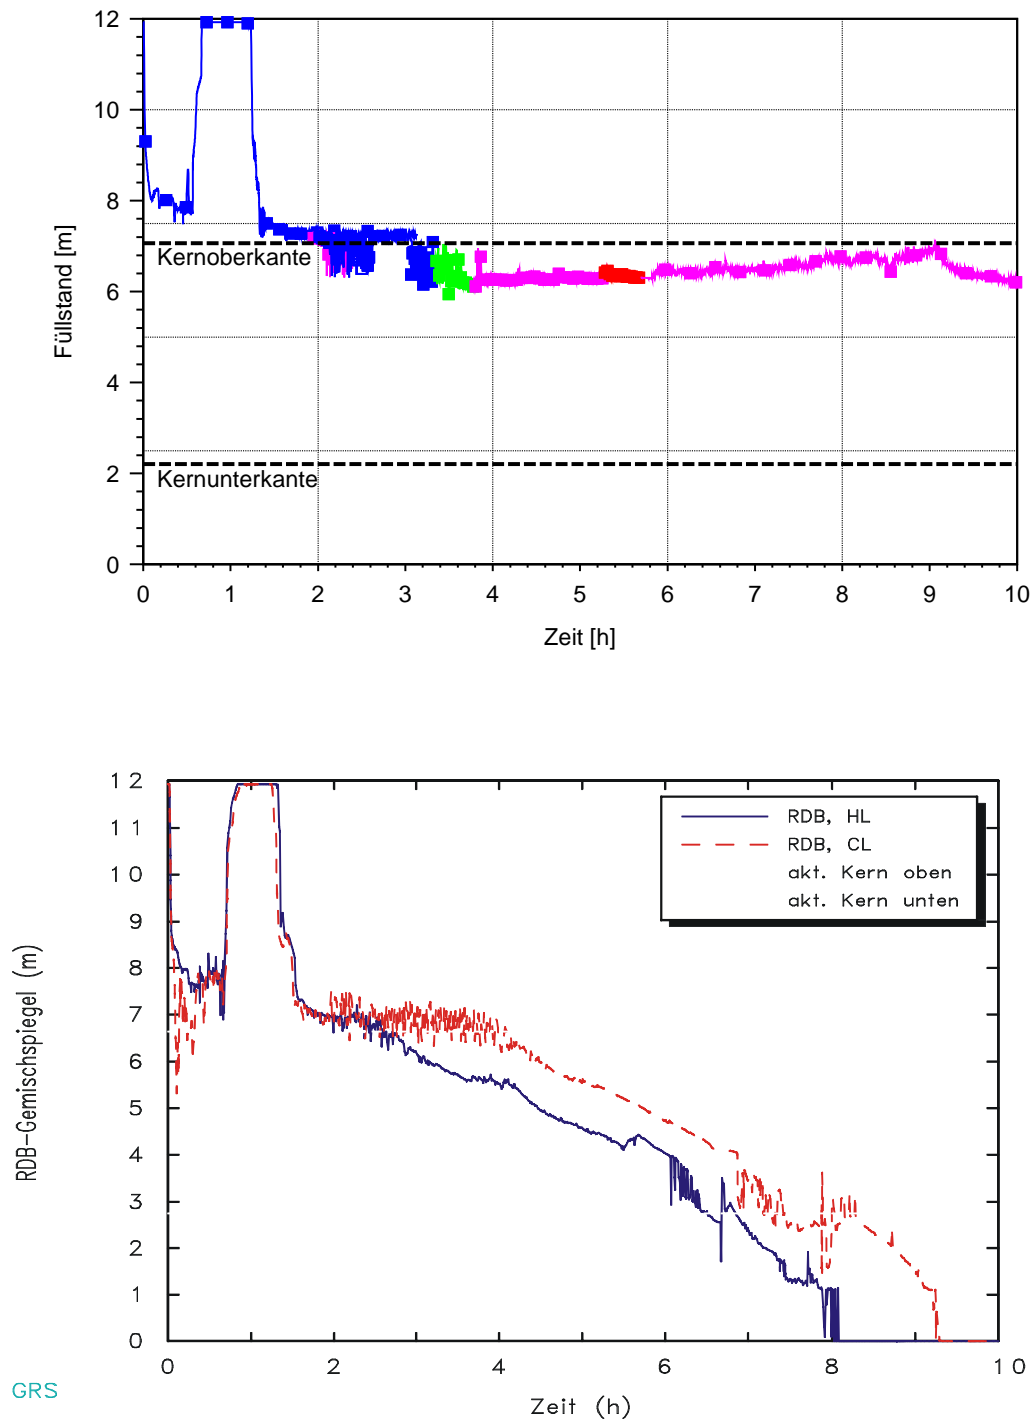 12
10
8
6
4
2
0
Füllstand [m]
Kernoberkante
Kernunterkante
0 1 2 3 4 5 6 7 8 9 10
Zeit [h]
12
11
10
9
8
7
6
5
4
3
2
1
0
RDB-Gemischspiegel (m)
RDB, HL
RDB, CL
akt. Kern oben
akt. Kern unten
0 2 4 6 8 10
Zeit (h)
GRS